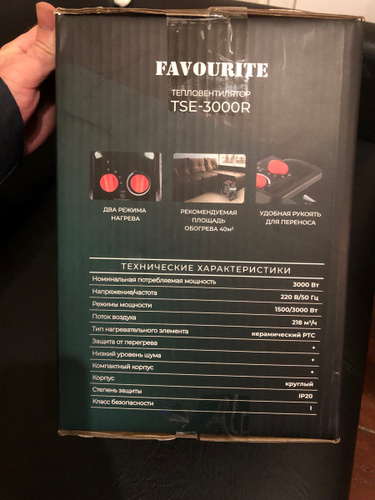 FAVOURITE
ТЕПЛОВЕНТИЛЯТОР
TSE-3000R
ДВА РЕЖИМА
НАГРЕВА
РЕКОМЕНДУЕМАЯ
ПЛОЩАДЬ
ОБОГРЕВА 40м²
УДОБНАЯ РУКОЯТЬ
ДЛЯ ПЕРЕНОСА
ТЕХНИЧЕСКИЕ ХАРАКТЕРИСТИКИ
Номинальная потребляемая мощность 3000 Вт
Напряжение/частота 220 В/50 Гц
Режимы мощности 1500/3000 Вт
Поток воздуха 218 м³/ч
Тип нагревательного элемента керамический PTC
Защита от перегрева +
Низкий уровень шума +
Компактный корпус +
Корпус круглый
Степень защиты IP20
Класс безопасности I